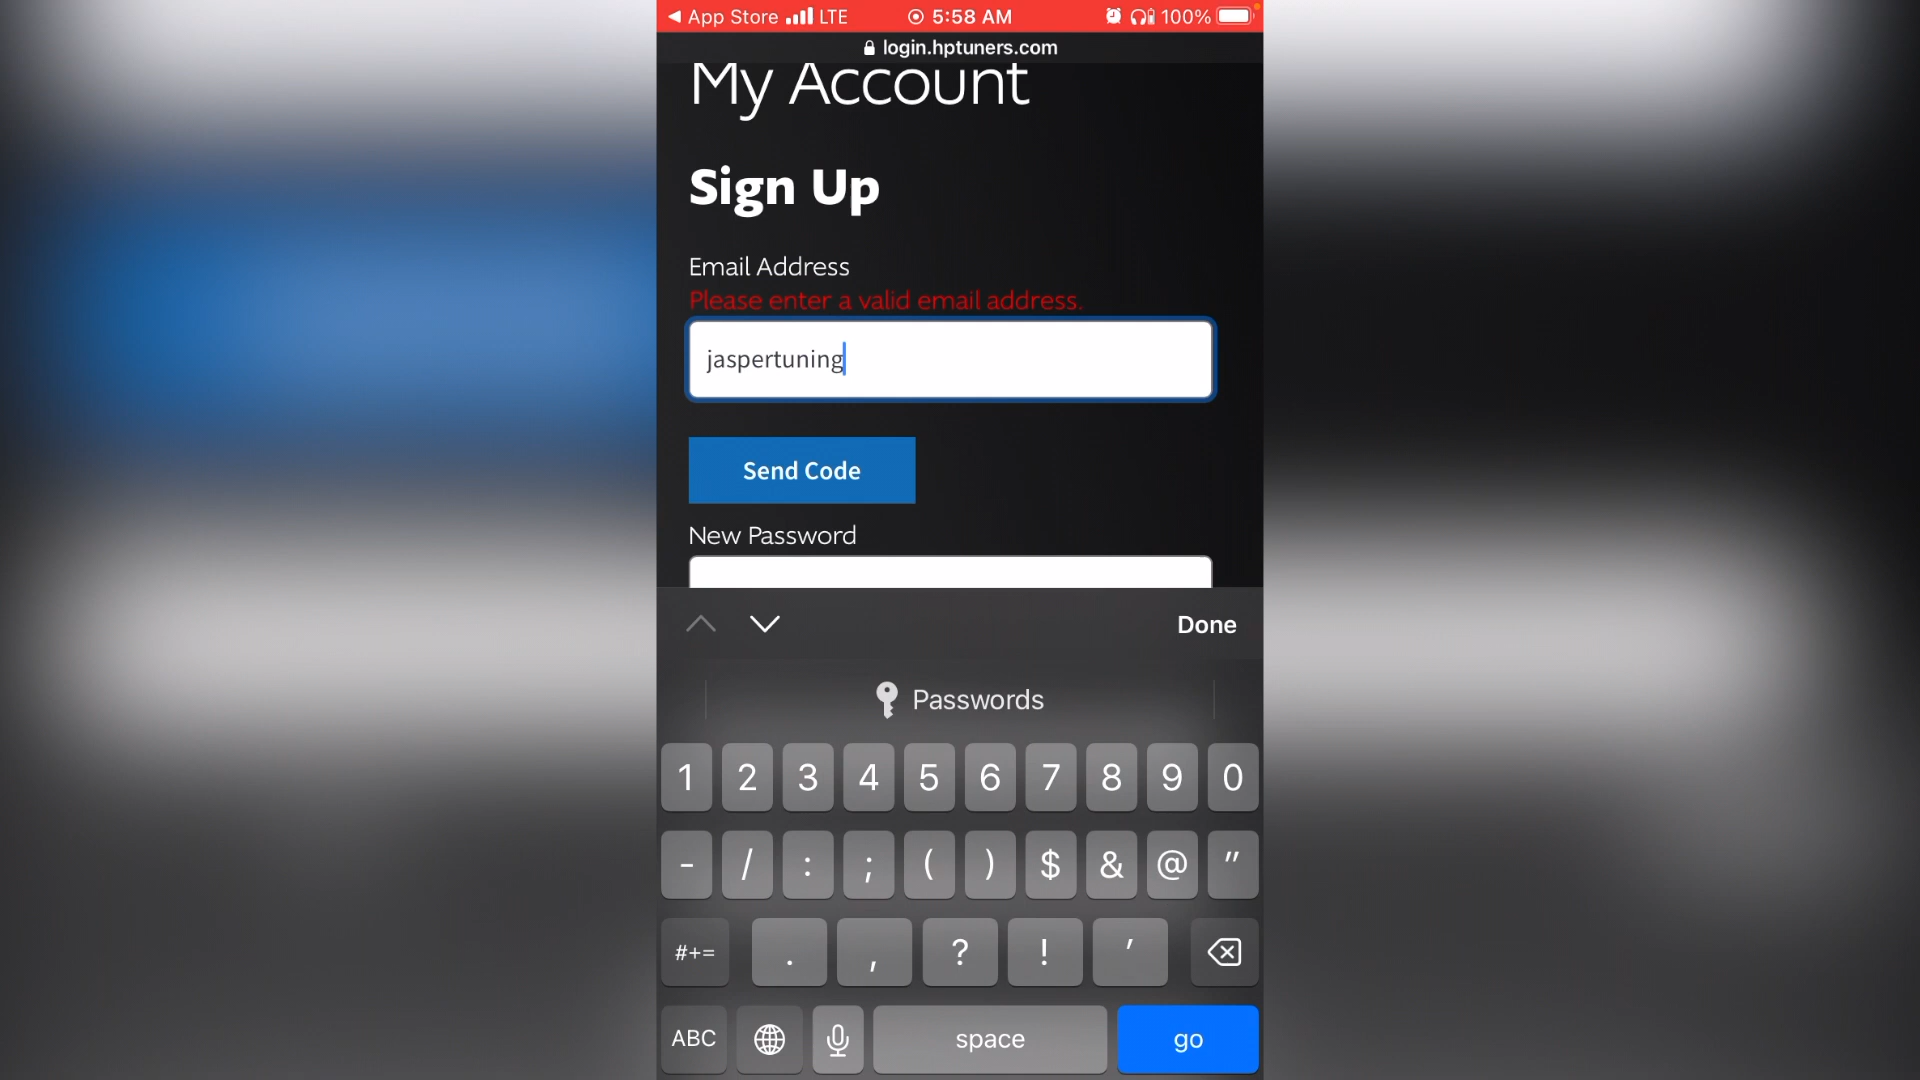 App Store LTE 5:58 AM 100%
login.hptuners.com
My Account
Sign Up
Email Address
Please enter a valid email address.
jaspertuning
Send Code
New Password
Done
Passwords
1 2 3 4 5 6 7 8 9 0
- / : ; ( ) $ & @ "
#+= . , ? ! '
ABC space go